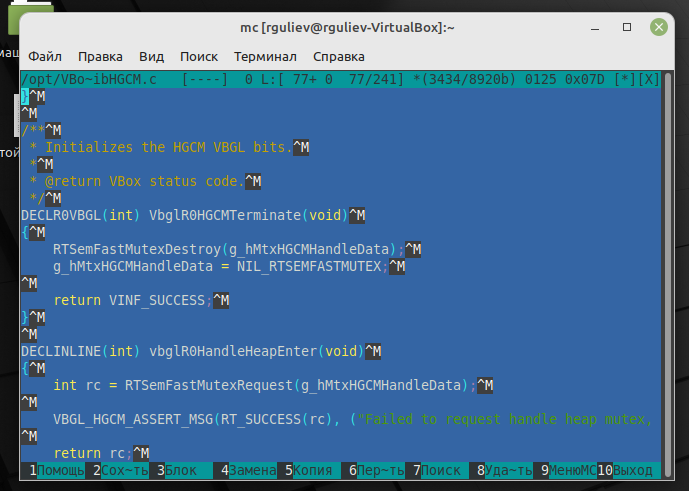 mc [rguliev@rguliev-VirtualBox]:~
Файл Правка Вид Поиск Терминал Справка
/opt/VBo~ibHGCM.c [----] 0 L:[ 77+ 0 77/241] *(3434/8920b) 0125 0x07D [*][X]
}^M
^M
/**^M
 * Initializes the HGCM VBGL bits.^M
 *^M
 * @return VBox status code.^M
 */^M
DECLR0VBGL(int) VbglR0HGCMTerminate(void)^M
{^M
    RTSemFastMutexDestroy(g_hMtxHGCMHandleData);^M
    g_hMtxHGCMHandleData = NIL_RTSEMFASTMUTEX;^M
^M
    return VINF_SUCCESS;^M
}^M
^M
DECLINLINE(int) vbglR0HandleHeapEnter(void)^M
{^M
    int rc = RTSemFastMutexRequest(g_hMtxHGCMHandleData);^M
^M
    VBGL_HGCM_ASSERT_MSG(RT_SUCCESS(rc), ("Failed to request handle heap mutex,
^M
    return rc;^M
1Помощь 2Сох~ть 3Блок 4Замена 5Копия 6Пер~ть 7Поиск 8Уда~ть 9МенюMC 10Выход